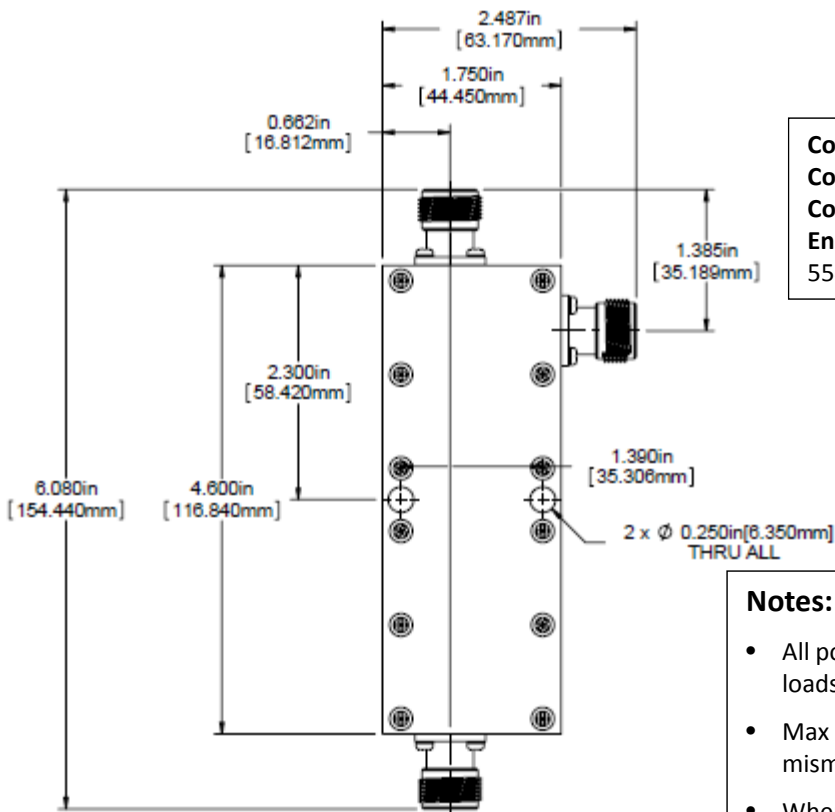 2.487in
[63.170mm]
1.750in
[44.450mm]
0.662in
[16.812mm]
Co
Co
Co
En
55
1.385in
[35.189mm]
2.300in
[58.420mm]
1.390in
[35.306mm]
6.080in
[154.440mm]
4.600in
[116.840mm]
2 x Ø 0.250in[6.350mm]
THRU ALL
Notes:
• All po
loads
• Max
mism
• Whe